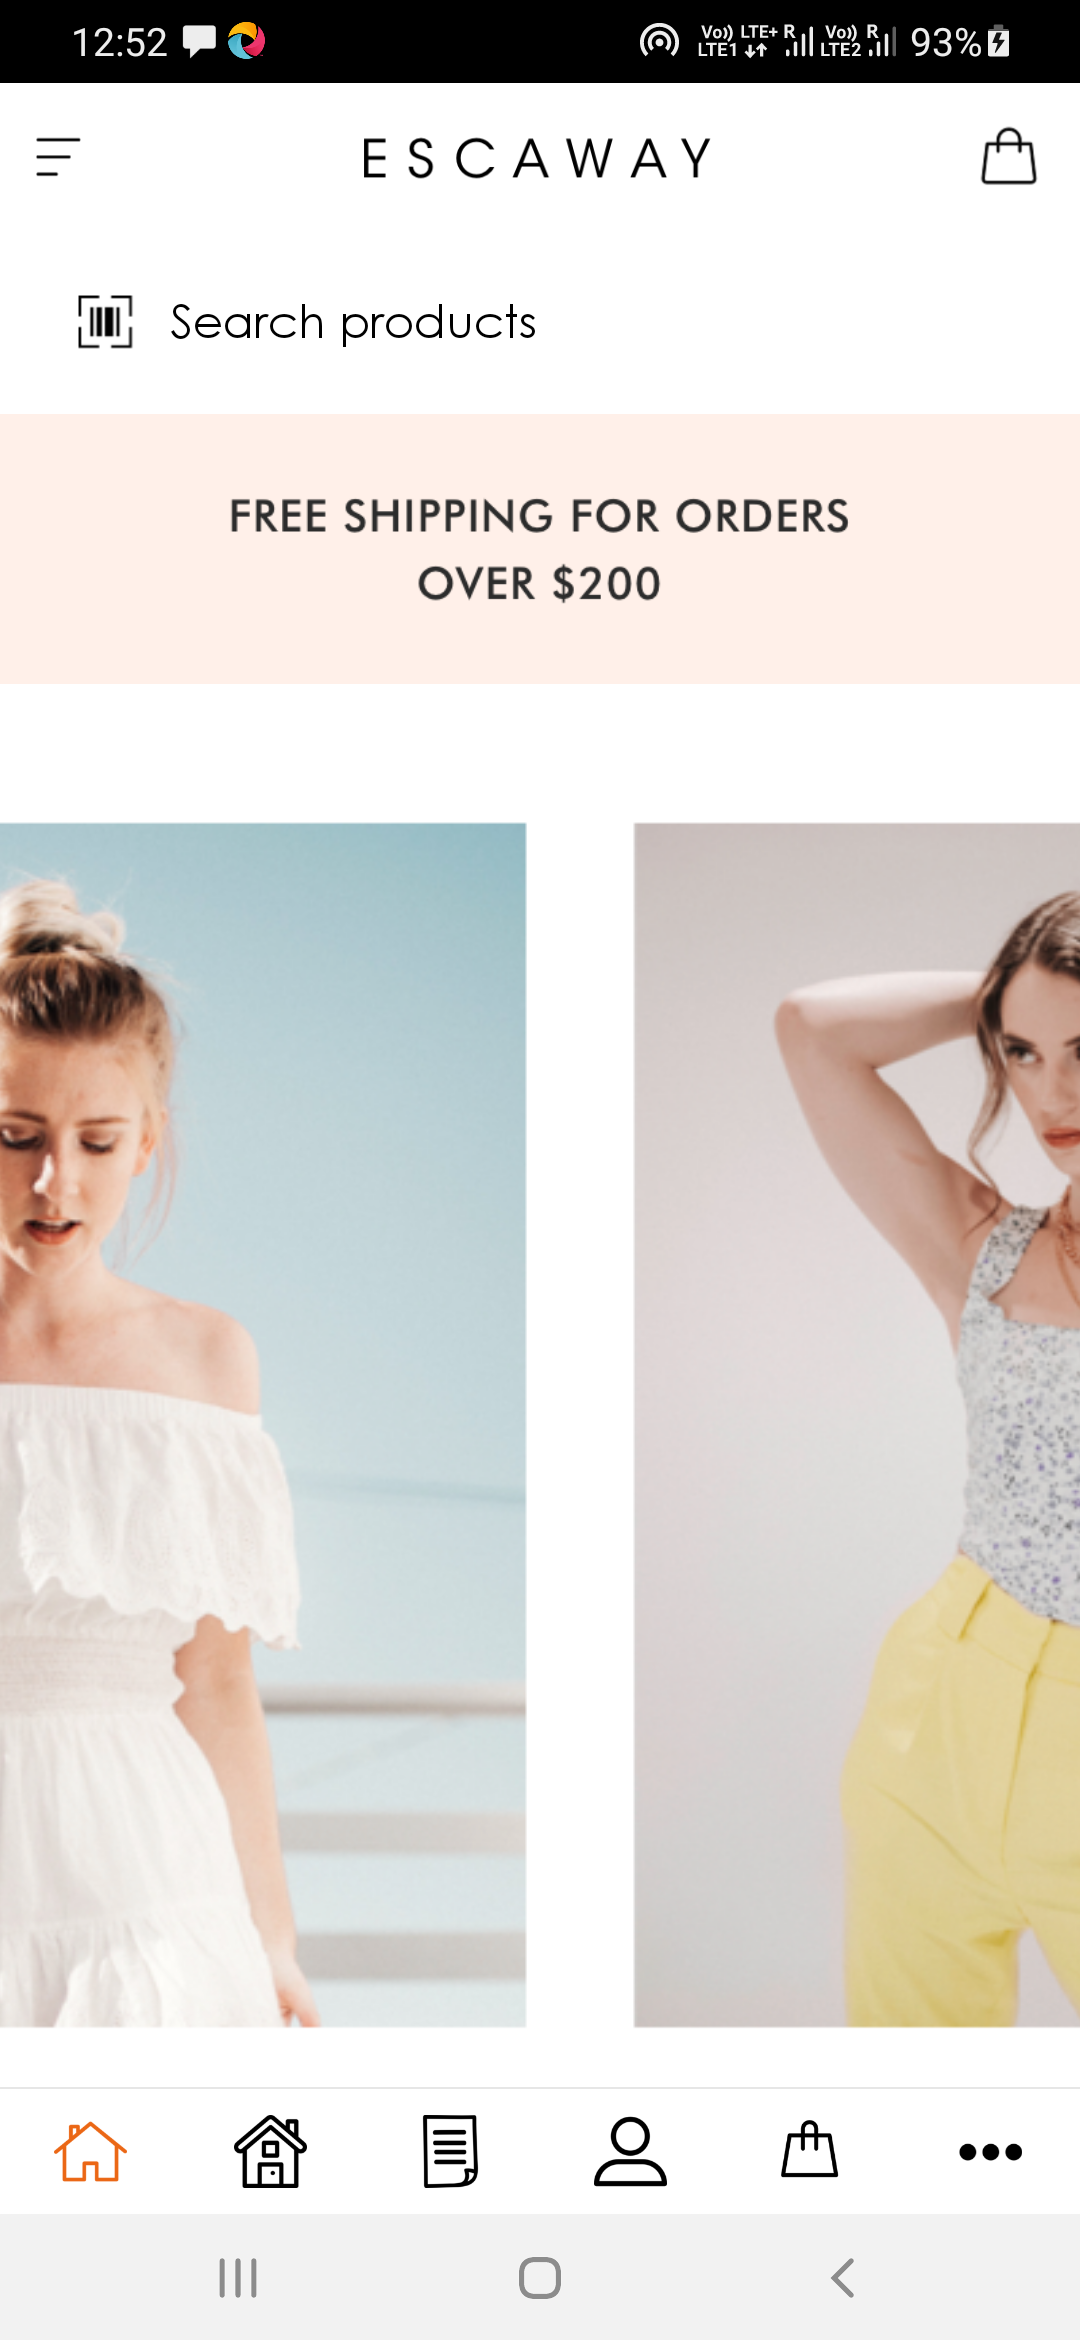 12:52
Vo)) LTE+ R Vo)) R 93%
LTE1 LTE2
ESCAWAY
Search products
FREE SHIPPING FOR ORDERS
OVER $200